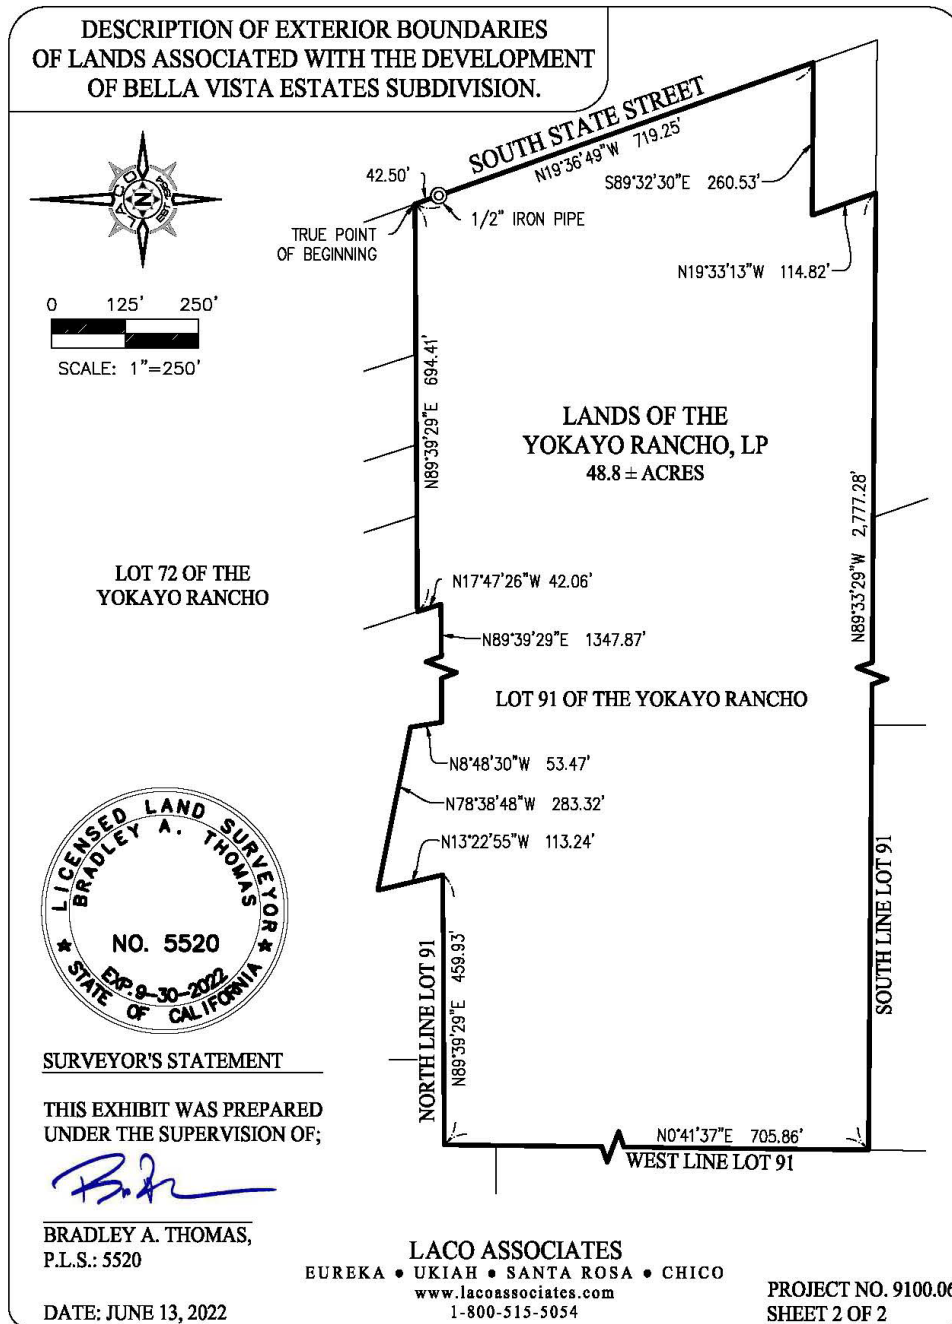 DESCRIPTION OF EXTERIOR BOUNDARIES
OF LANDS ASSOCIATED WITH THE DEVELOPMENT
OF BELLA VISTA ESTATES SUBDIVISION.
SOUTH STATE STREET
N19°36'49"W 719.25'
42.50'
S89°32'30"E 260.53'
1/2" IRON PIPE
TRUE POINT
OF BEGINNING
N19°33'13"W 114.82'
N
LACO
0 125' 250'
SCALE: 1"=250'
N89°39'29"E 694.41'
LANDS OF THE
YOKAYO RANCHO, LP
48.8 ± ACRES
N89°33'29"W 2,777.28'
LOT 72 OF THE
YOKAYO RANCHO
N17°47'26"W 42.06'
N89°39'29"E 1347.87'
LOT 91 OF THE YOKAYO RANCHO
N8°48'30"W 53.47'
N78°38'48"W 283.32'
N13°22'55"W 113.24'
LICENSED LAND SURVEYOR
BRADLEY A. THOMAS
NO. 5520
EXP. 9-30-2022
STATE OF CALIFORNIA
NORTH LINE LOT 91
N89°39'29"E 459.93'
SOUTH LINE LOT 91
N0°41'37"E 705.86'
WEST LINE LOT 91
SURVEYOR'S STATEMENT
THIS EXHIBIT WAS PREPARED
UNDER THE SUPERVISION OF;
BRADLEY A. THOMAS,
P.L.S.: 5520
DATE: JUNE 13, 2022
LACO ASSOCIATES
EUREKA • UKIAH • SANTA ROSA • CHICO
www.lacoassociates.com
1-800-515-5054
PROJECT NO. 9100.06
SHEET 2 OF 2